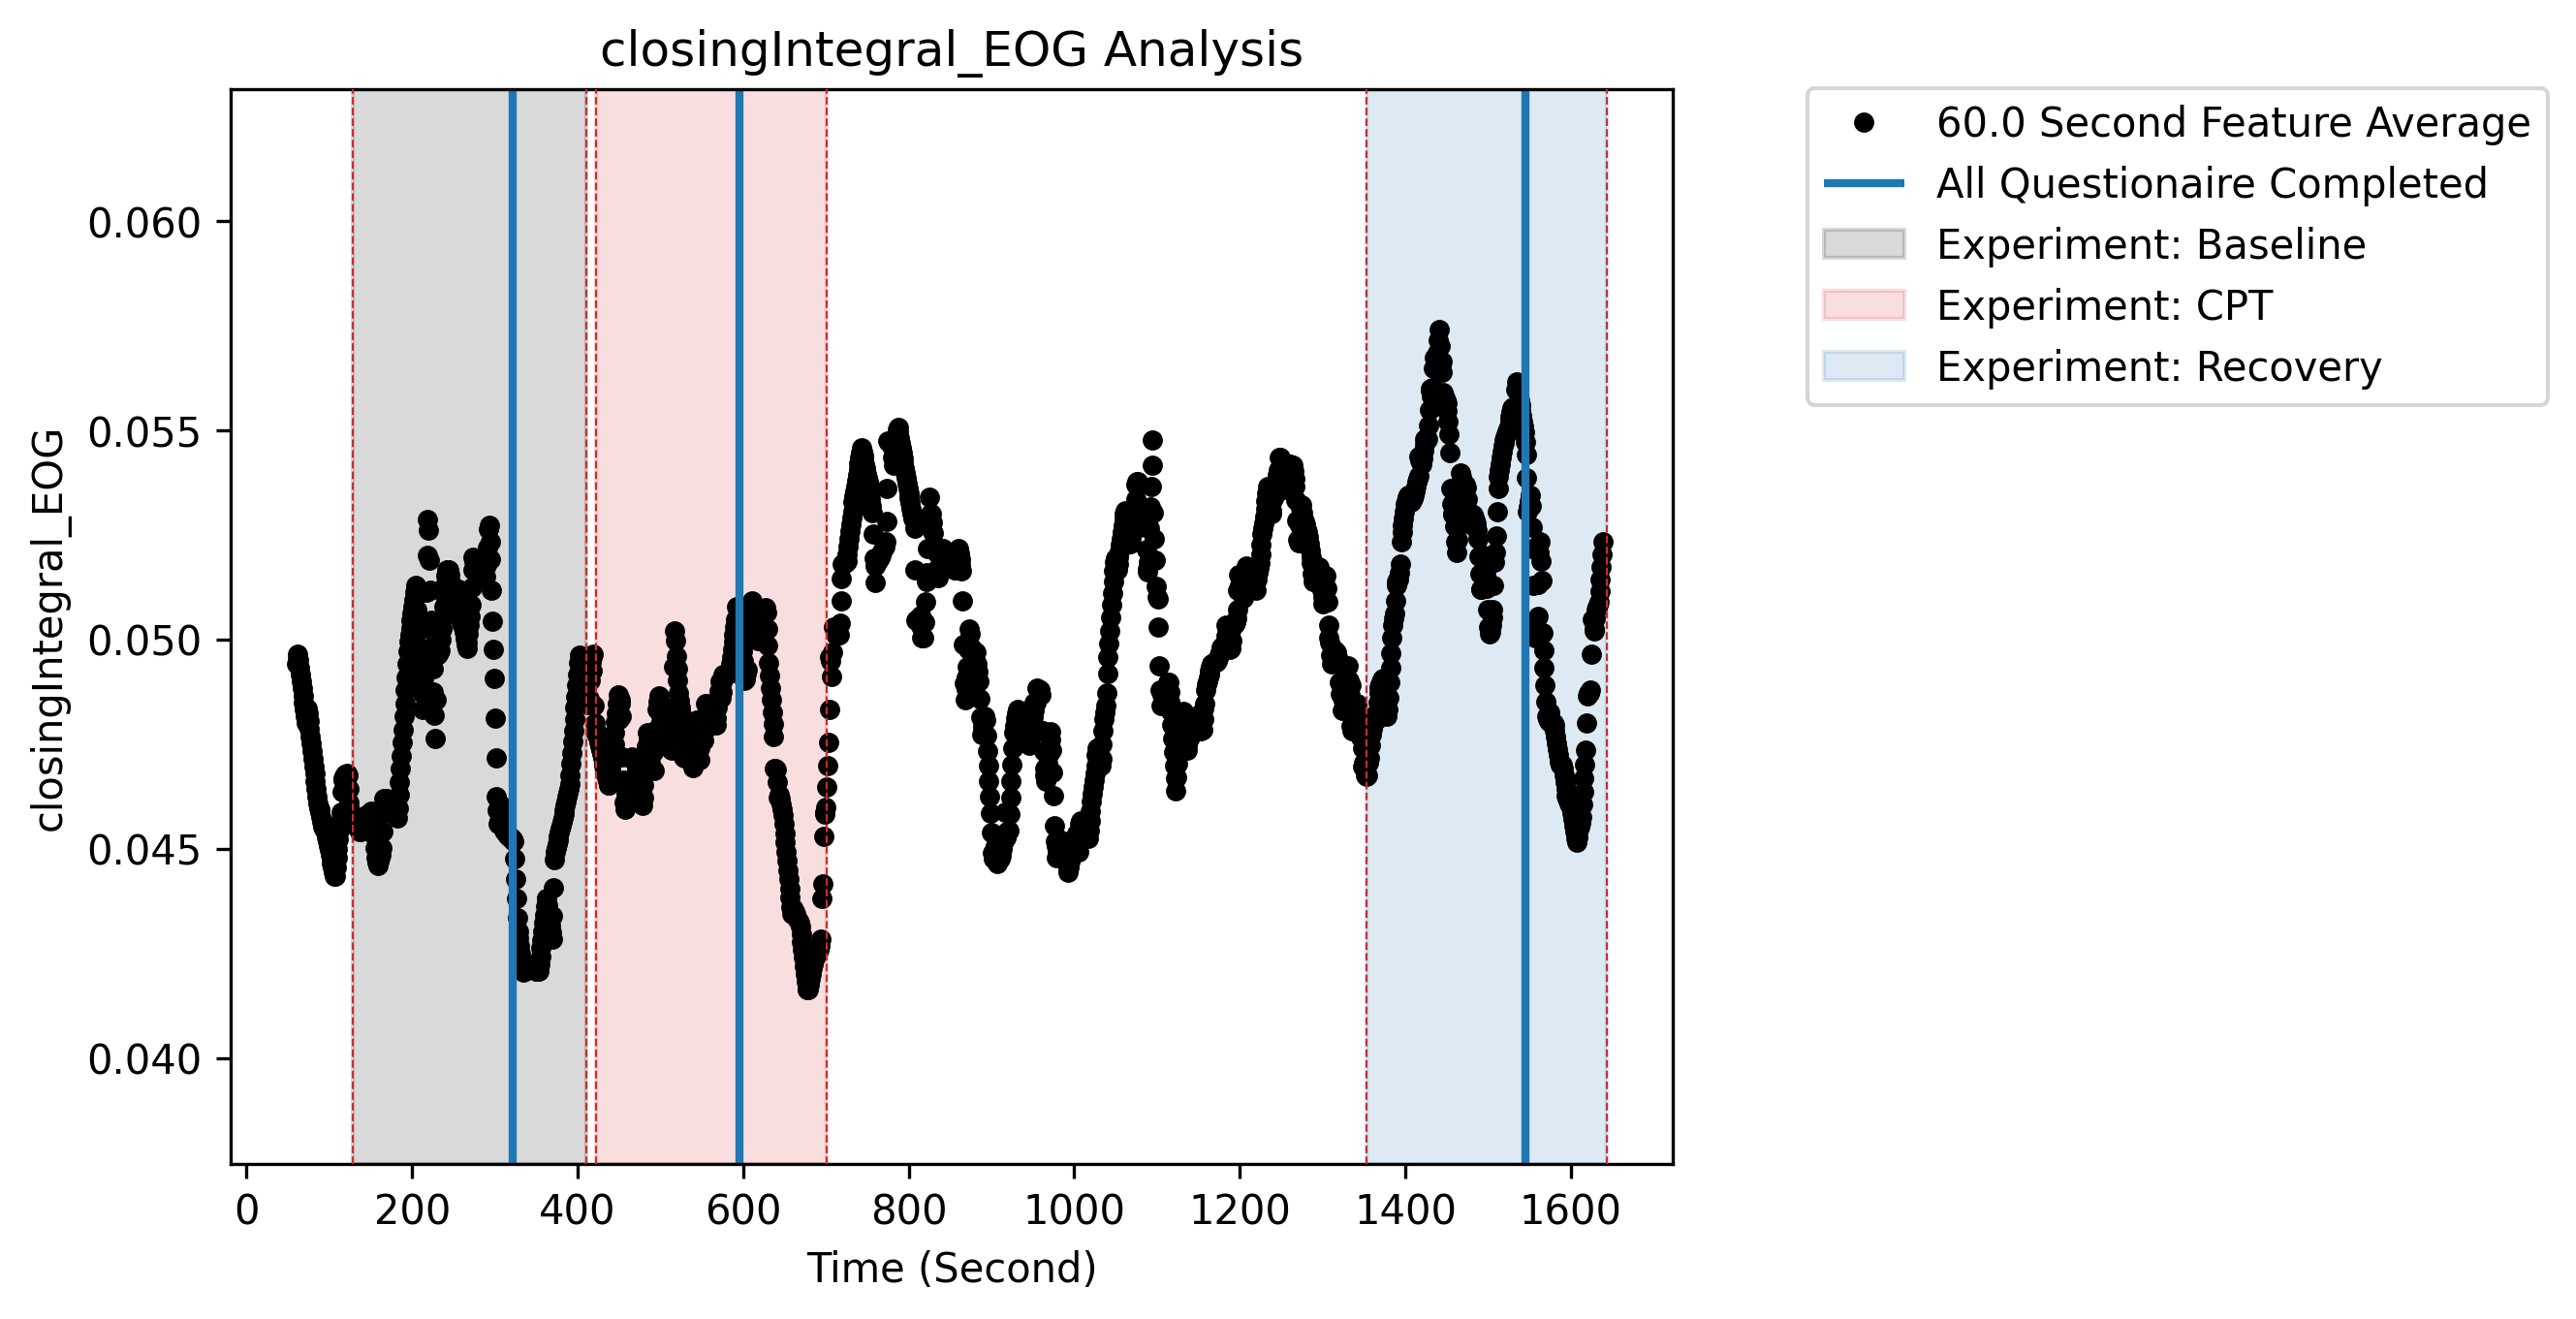 closingIntegral_EOG Analysis
closingIntegral_EOG
0.060
0.055
0.050
0.045
0.040
0
200
400
600
800
1000
1200
1400
1600
Time (Second)
60.0 Second Feature Average
All Questionaire Completed
Experiment: Baseline
Experiment: CPT
Experiment: Recovery